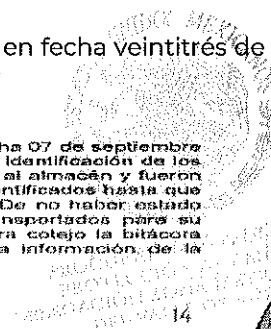 en fecha veintitrés de
ha 07 de septiembre
identificación de los
al almacén y fueron
ntificados hasta que
De no haber estado
nsportados para su
ra cotejo la bitácora
a información de la
14